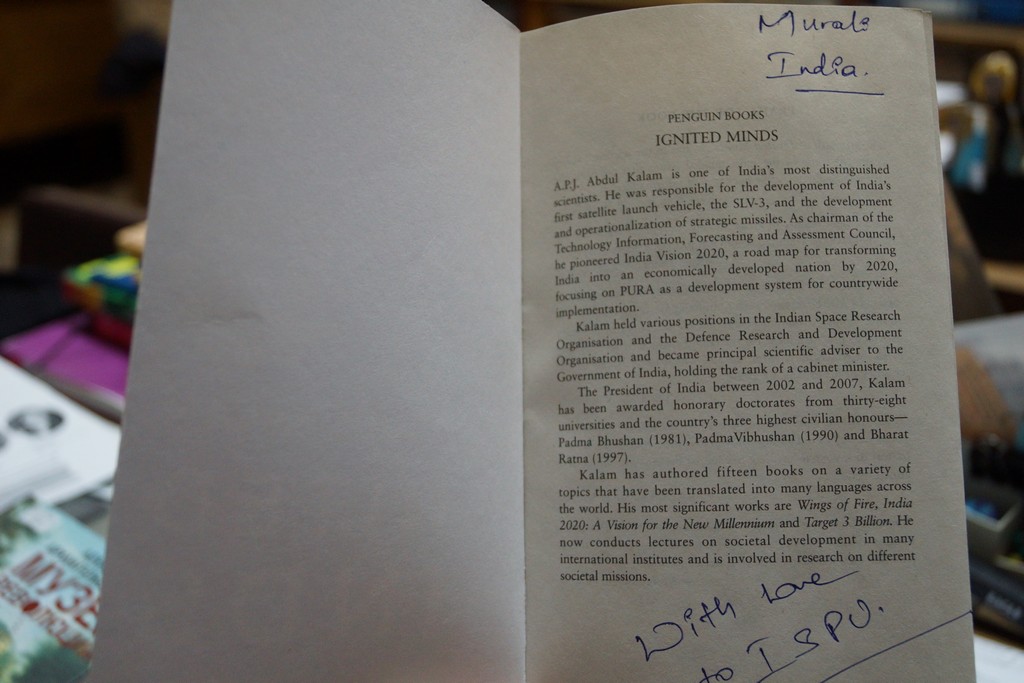 Murali
India.
PENGUIN BOOKS
IGNITED MINDS
A.P.J. Abdul Kalam is one of India's most distinguished
scientists. He was responsible for the development of India's
first satellite launch vehicle, the SLV-3, and the development
and operationalization of strategic missiles. As chairman of the
Technology Information, Forecasting and Assessment Council,
he pioneered India Vision 2020, a road map for transforming
India into an economically developed nation by 2020,
focusing on PURA as a development system for countrywide
implementation.
Kalam held various positions in the Indian Space Research
Organisation and the Defence Research and Development
Organisation and became principal scientific adviser to the
Government of India, holding the rank of a cabinet minister.
The President of India between 2002 and 2007, Kalam
has been awarded honorary doctorates from thirty-eight
universities and the country's three highest civilian honours—
Padma Bhushan (1981), Padma Vibhushan (1990) and Bharat
Ratna (1997).
Kalam has authored fifteen books on a variety of
topics that have been translated into many languages across
the world. His most significant works are Wings of Fire, India
2020: A Vision for the New Millennium and Target 3 Billion. He
now conducts lectures on societal development in many
international institutes and is involved in research on different
societal missions.
With Love
to ISPU.
МУЗЕ